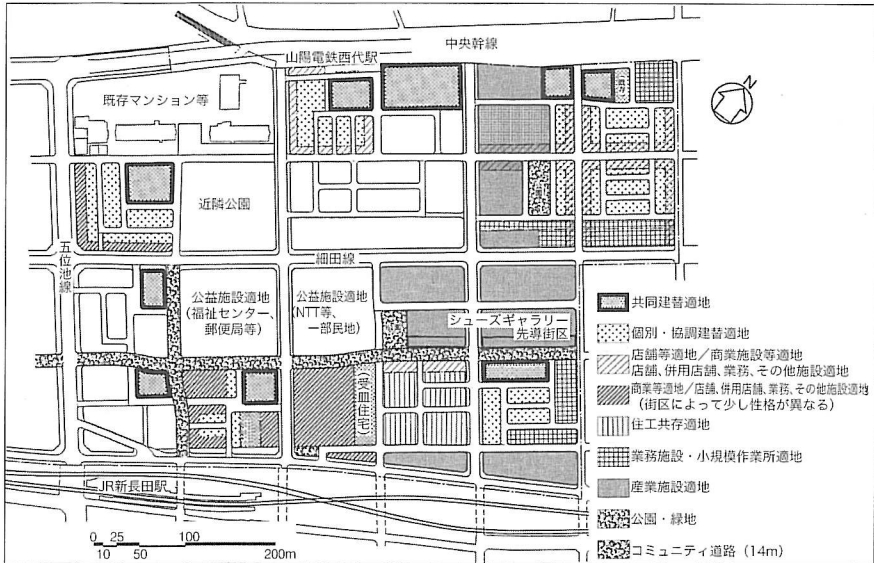 中央幹線
山陽電鉄西代駅
N
既存マンション等
近隣公園
五位池線
細田線
公益施設適地
(福祉センター、
郵便局等)
公益施設適地
(NTT等、
一部民地)
シューズギャラリー
先導街区
(受皿住宅)
JR新長田駅
0 25 100
10 50 200m
共同建替適地
個別・協調建替適地
店舗等適地／商業施設等適地
店舗、併用店舗、業務、その他施設適地
商業等適地／店舗、併用店舗、業務、その他施設適地
(街区によって少し性格が異なる)
住工共存適地
業務施設・小規模作業所適地
産業施設適地
公園・緑地
コミュニティ道路(14m)